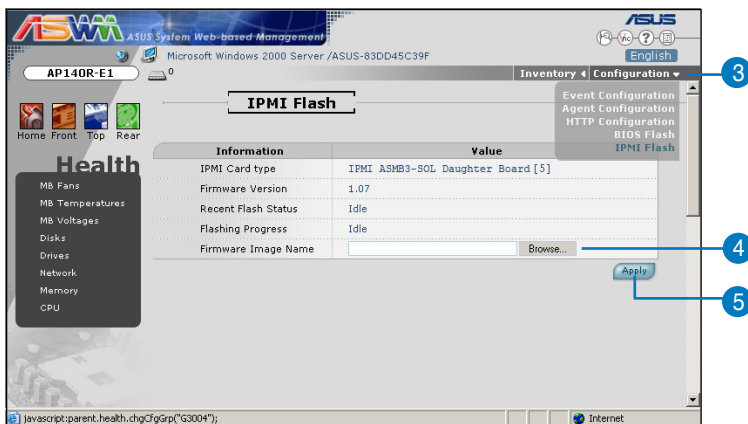 ASWM ASUS System Web-based Management
ASUS
Microsoft Windows 2000 Server /ASUS-83DD45C39F
English
AP140R-E1
0
Inventory
Configuration
3
Event Configuration
Agent Configuration
HTTP Configuration
BIOS Flash
IPMI Flash
IPMI Flash
Home Front Top Rear
Health
MB Fans
MB Temperatures
MB Voltages
Disks
Drives
Network
Memory
CPU
Information Value
IPMI Card type IPMI ASMB3-SOL Daughter Board[5]
Firmware Version 1.07
Recent Flash Status Idle
Flashing Progress Idle
Firmware Image Name Browse...
4
Apply
5
javascript:parent.health.chgCfgGrp("G3004");
Internet